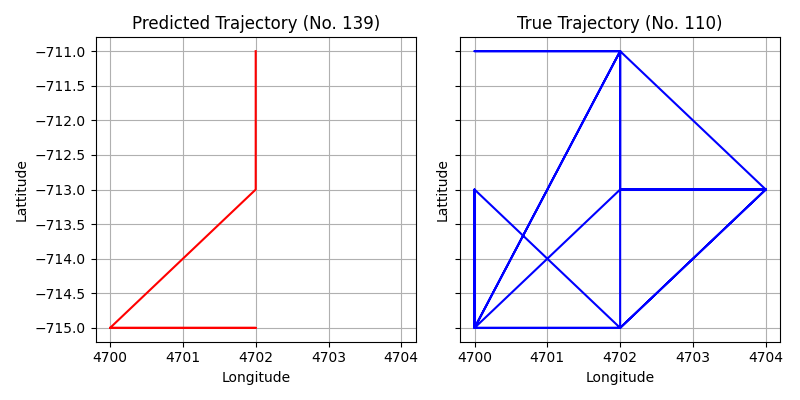 Predicted Trajectory (No. 139)
True Trajectory (No. 110)
−711.0
−711.5
−712.0
−712.5
−713.0
−713.5
−714.0
−714.5
−715.0
Lattitude
Lattitude
4700 4701 4702 4703 4704
4700 4701 4702 4703 4704
Longitude
Longitude